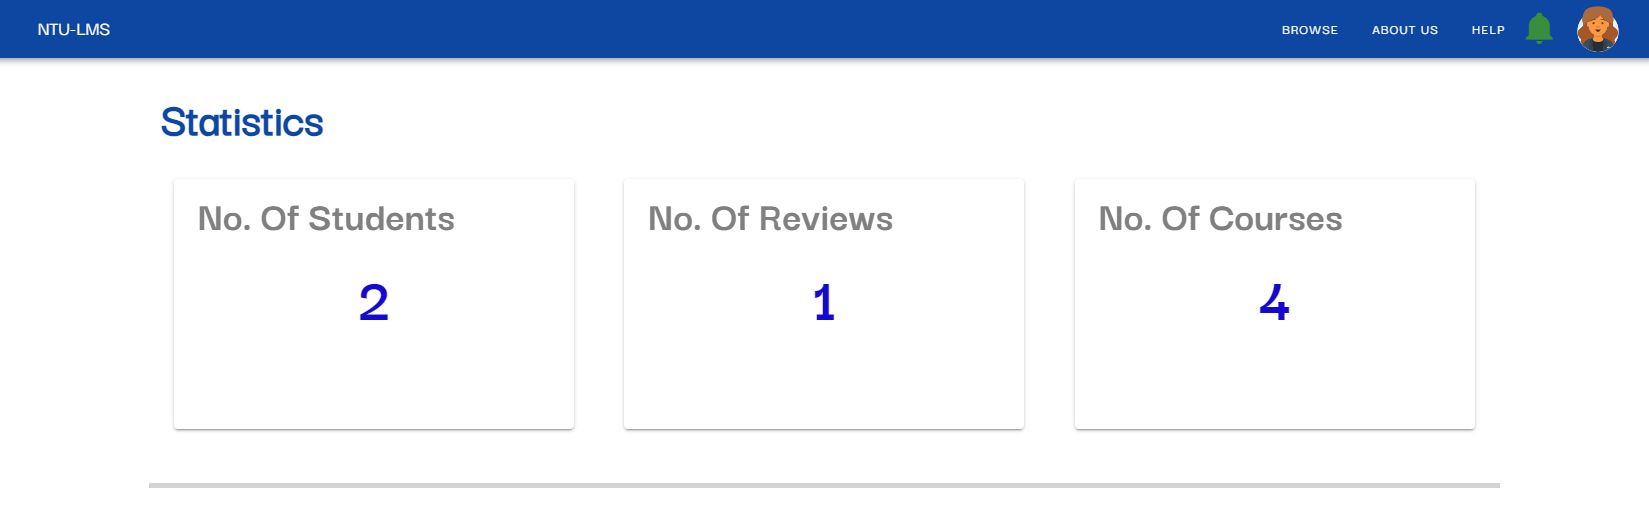 NTU-LMS BROWSE ABOUT US HELP
Statistics
No. Of Students
2
No. Of Reviews
1
No. Of Courses
4